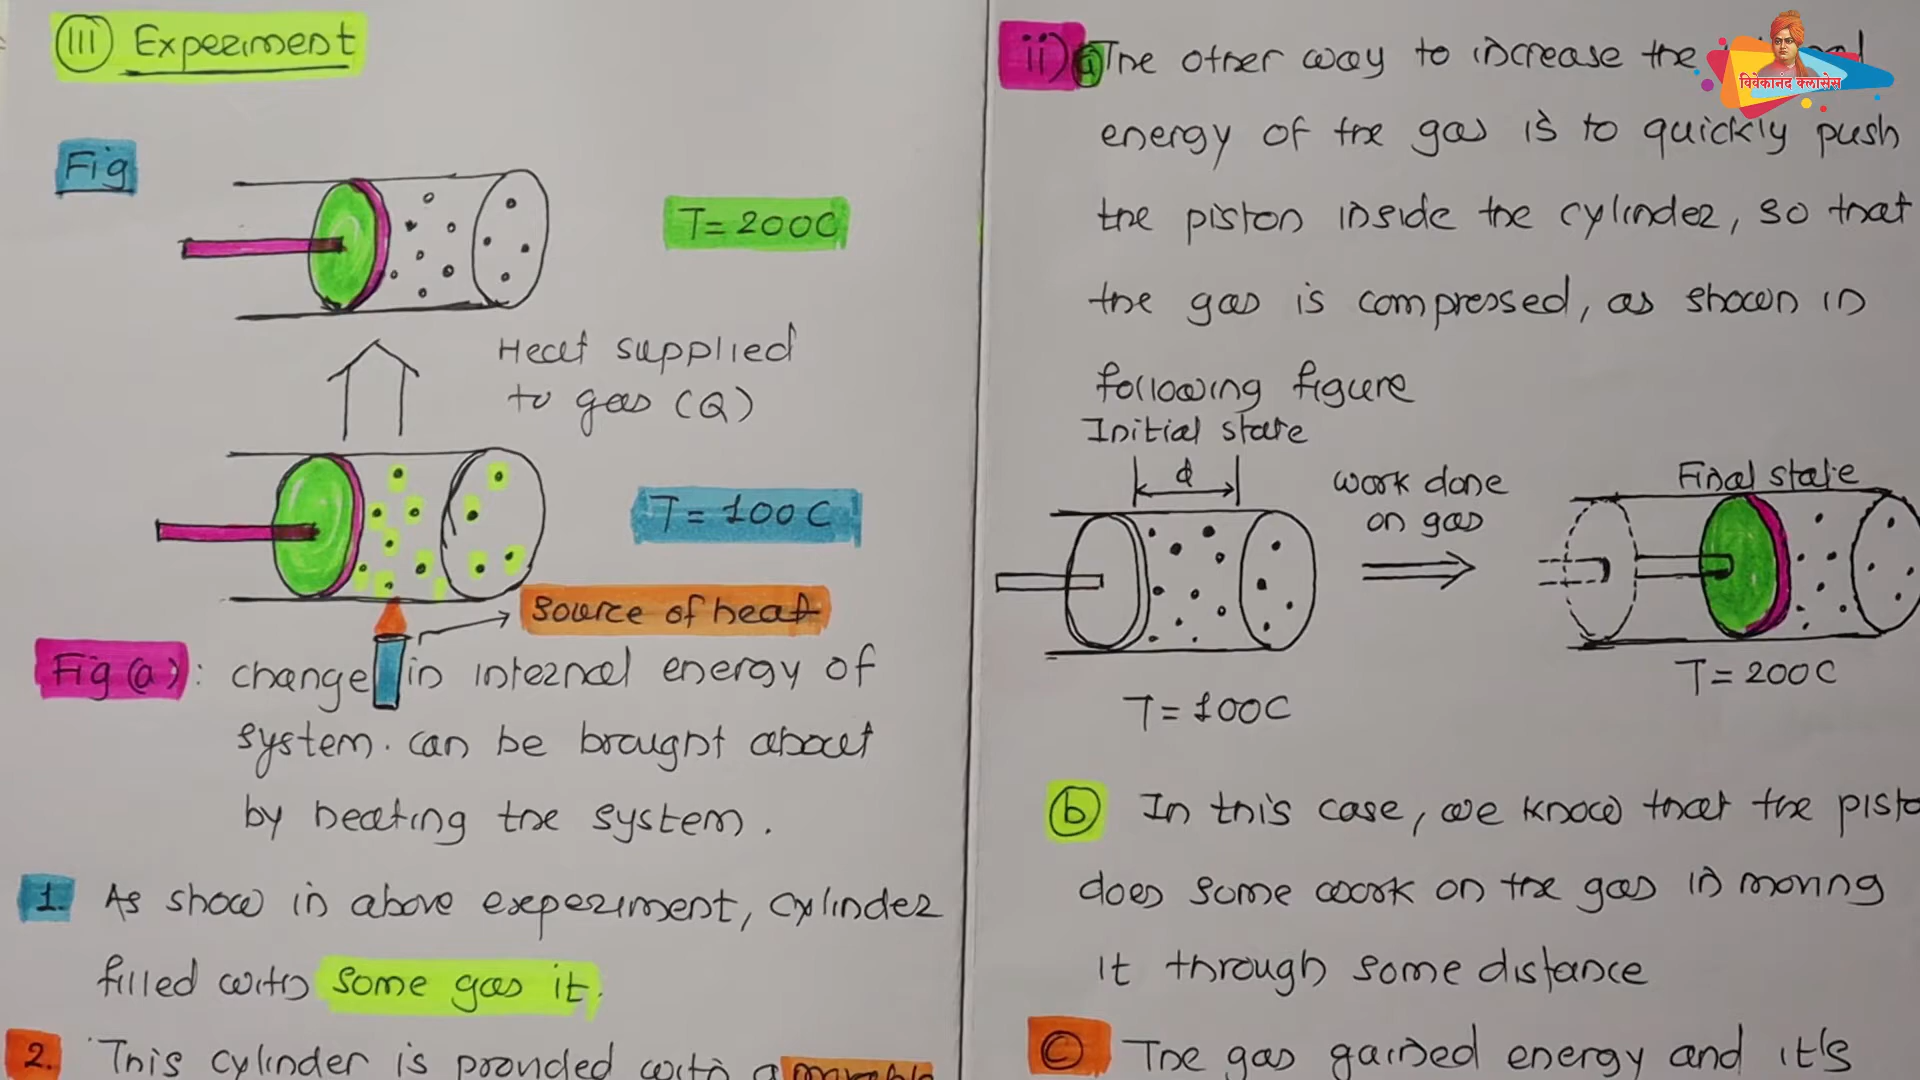 III Experiment
Fig
T = 200C
Heat supplied
to gas (Q)
T = 100C
source of heat
Fig (a) : change in internal energy of
system. can be brought about
by heating the system.
1. As show in above experiment, cylinder
filled with some gas it.
2. This cylinder is provided with a movable
ii) a The other way to increase the
energy of the gas is to quickly push
the piston inside the cylinder, so that
the gas is compressed, as shown in
following figure
Initial state
d
work done
on gas
Final state
T = 100C
T = 200C
b In this case, we know that the pisto
does some work on the gas in moving
it through some distance
c The gas gained energy and it's
विवेकानंद क्लासेस